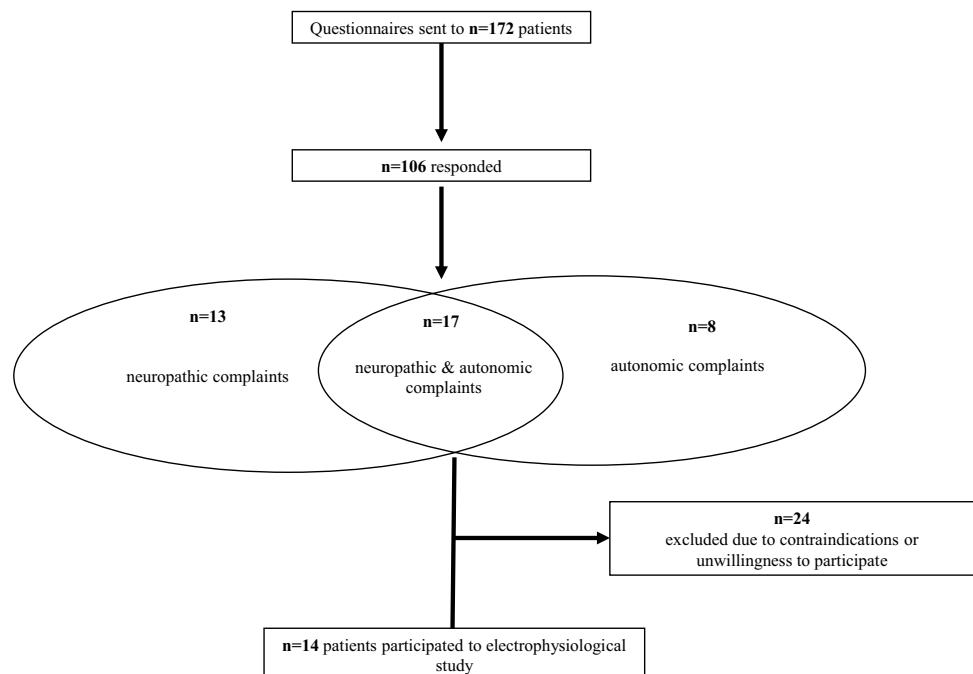 Questionnaires sent to n=172 patients
n=106 responded
n=13
neuropathic complaints
n=17
neuropathic & autonomic
complaints
n=8
autonomic complaints
n=24
excluded due to contraindications or
unwillingness to participate
n=14 patients participated to electrophysiological
study